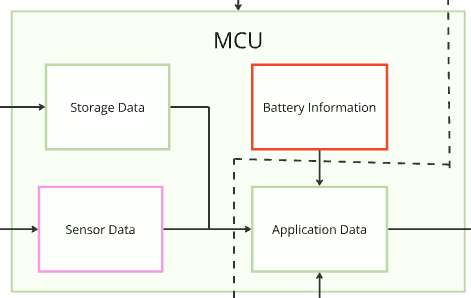 MCU
Storage Data
Battery Information
Sensor Data
Application Data